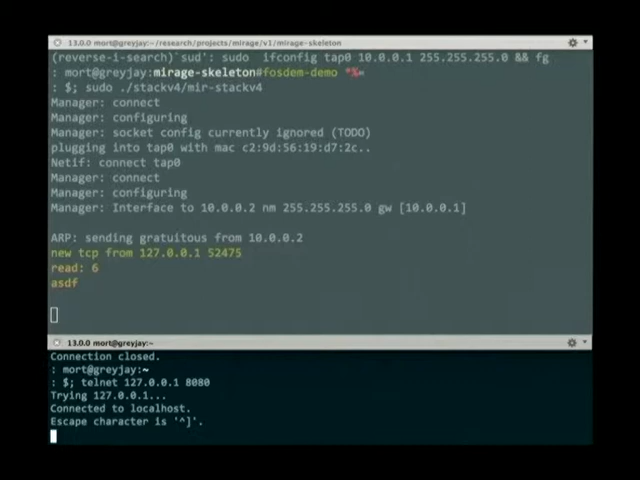 13.0.0 mort@greyjay:~/research/projects/mirage/v1/mirage-skeleton
(reverse-i-search)`sud': sudo  ifconfig tap0 10.0.0.1 255.255.255.0 && fg
: mort@greyjay:mirage-skeleton#fosdem-demo *%=
: $; sudo ./stackv4/mir-stackv4
Manager: connect
Manager: configuring
Manager: socket config currently ignored (TODO)
plugging into tap0 with mac c2:9d:56:19:d7:2c..
Netif: connect tap0
Manager: connect
Manager: configuring
Manager: Interface to 10.0.0.2 nm 255.255.255.0 gw [10.0.0.1]
ARP: sending gratuitous from 10.0.0.2
new tcp from 127.0.0.1 52475
read: 6
asdf
13.0.0 mort@greyjay:~
Connection closed.
: mort@greyjay:~
: $; telnet 127.0.0.1 8080
Trying 127.0.0.1...
Connected to localhost.
Escape character is '^]'.